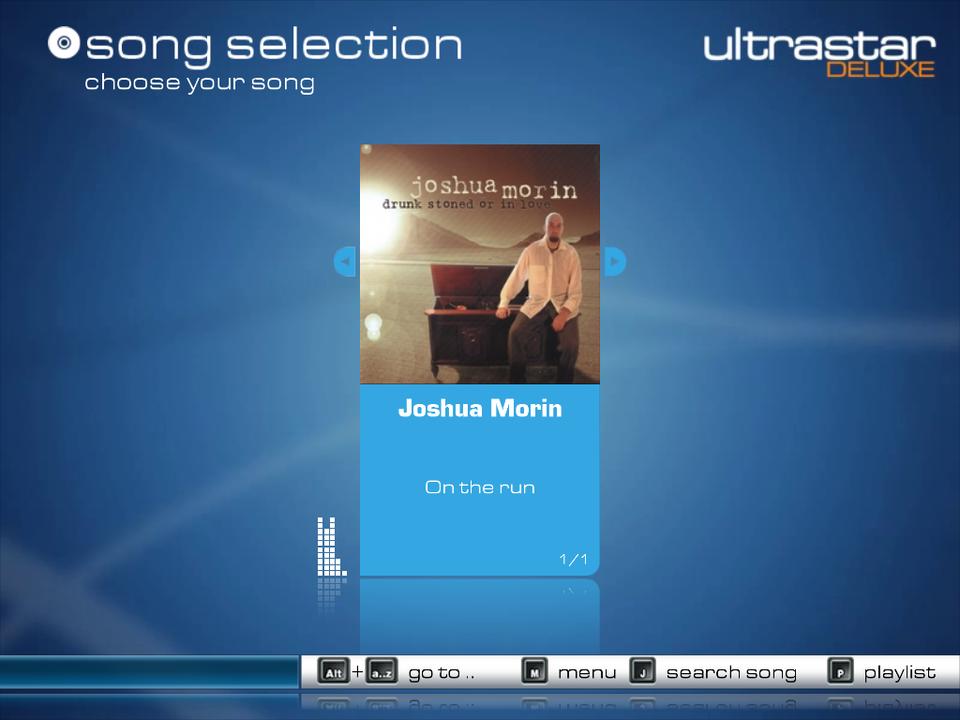 song selection
choose your song
ultrastar
DELUXE
joshua morin
drunk stoned or in love
Joshua Morin
On the run
1/1
Alt + a..z go to .. M menu J search song P playlist